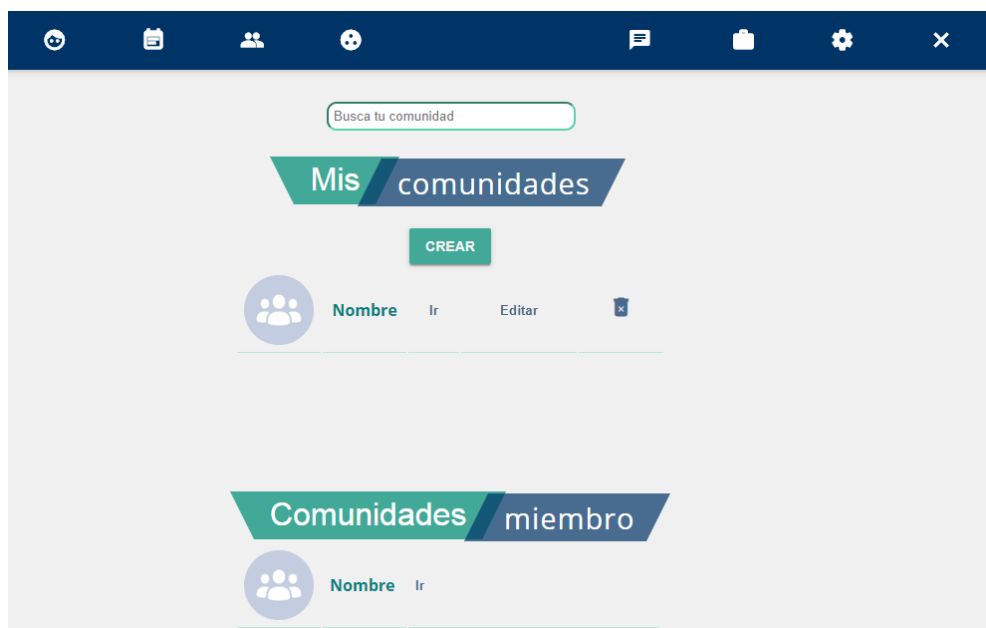 Busca tu comunidad
Mis comunidades
CREAR
Nombre Ir Editar
Comunidades miembro
Nombre Ir